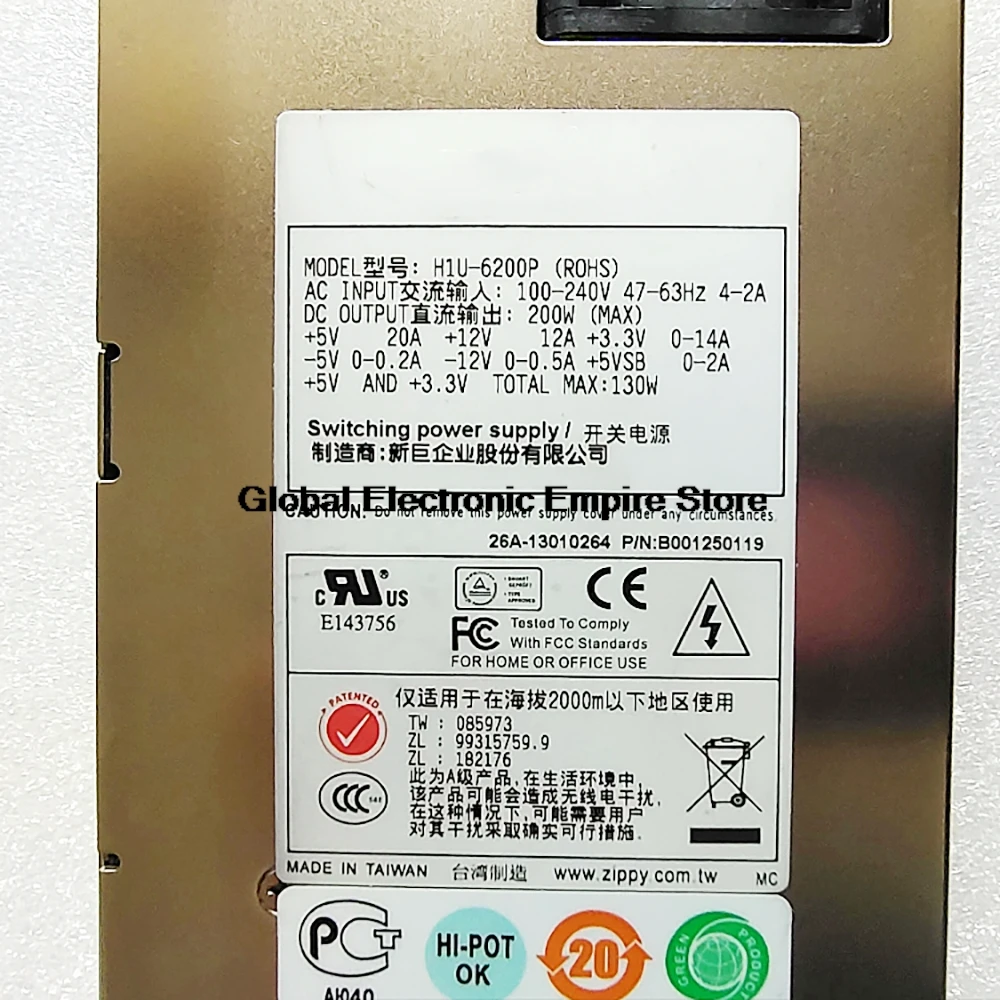 MODEL型号: H1U-6200P (ROHS)
AC INPUT交流输入: 100-240V 47-63Hz 4-2A
DC OUTPUT直流输出: 200W (MAX)
+5V 20A +12V 12A +3.3V 0-14A
-5V 0-0.2A -12V 0-0.5A +5VSB 0-2A
+5V AND +3.3V TOTAL MAX:130W
Switching power supply / 开关电源
制造商:新巨企业股份有限公司
Global Electronic Empire Store
CAUTION: Do not remove this power supply cover under any circumstances
26A-13010264 P/N:B001250119
c RU US
E143756
BAUART GEPRÜFT
TYPE APPROVED
CE
FC Tested To Comply
With FCC Standards
FOR HOME OR OFFICE USE
PATENTED
仅适用于在海拔2000m以下地区使用
TW : 085973
ZL : 99315759.9
ZL : 182176
CCC
此为A级产品,在生活环境中,
该产品可能会造成无线电干扰,
在这种情况下,可能需要用户
对其干扰采取确实可行措施.
MADE IN TAIWAN 台湾制造 www.zippy.com.tw MC
PCT
HI-POT
OK
20
GREEN PRODUCT